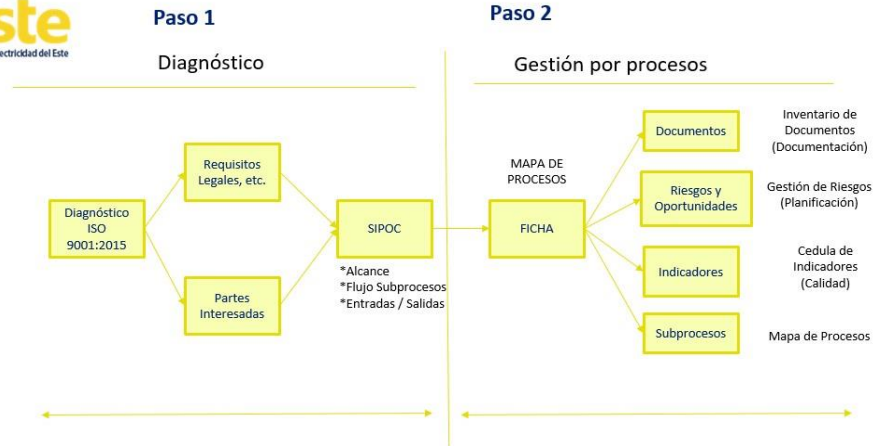 ste
ectricidad del Este
Paso 1
Diagnóstico
Diagnóstico
ISO
9001:2015
Requisitos
Legales, etc.
Partes
Interesadas
SIPOC
*Alcance
*Flujo Subprocesos
*Entradas / Salidas
Paso 2
Gestión por procesos
MAPA DE
PROCESOS
FICHA
Documentos
Inventario de
Documentos
(Documentación)
Riesgos y
Oportunidades
Gestión de Riesgos
(Planificación)
Indicadores
Cedula de
Indicadores
(Calidad)
Subprocesos
Mapa de Procesos